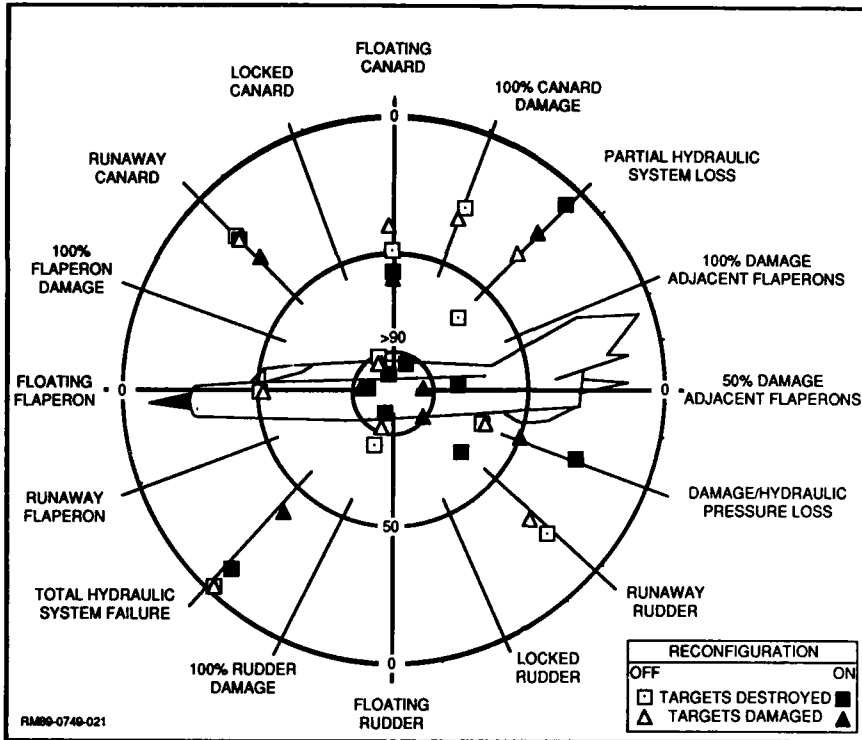 FLOATING
CANARD
LOCKED
CANARD
100% CANARD
DAMAGE
RUNAWAY
CANARD
PARTIAL HYDRAULIC
SYSTEM LOSS
0
100%
FLAPERON
DAMAGE
100% DAMAGE
ADJACENT FLAPERONS
>90
FLOATING
FLAPERON
0
0
50% DAMAGE
ADJACENT FLAPERONS
RUNAWAY
FLAPERON
DAMAGE/HYDRAULIC
PRESSURE LOSS
50
TOTAL HYDRAULIC
SYSTEM FAILURE
RUNAWAY
RUDDER
100% RUDDER
DAMAGE
0
LOCKED
RUDDER
FLOATING
RUDDER
RECONFIGURATION
OFF ON
TARGETS DESTROYED
TARGETS DAMAGED
RM89-0749-021